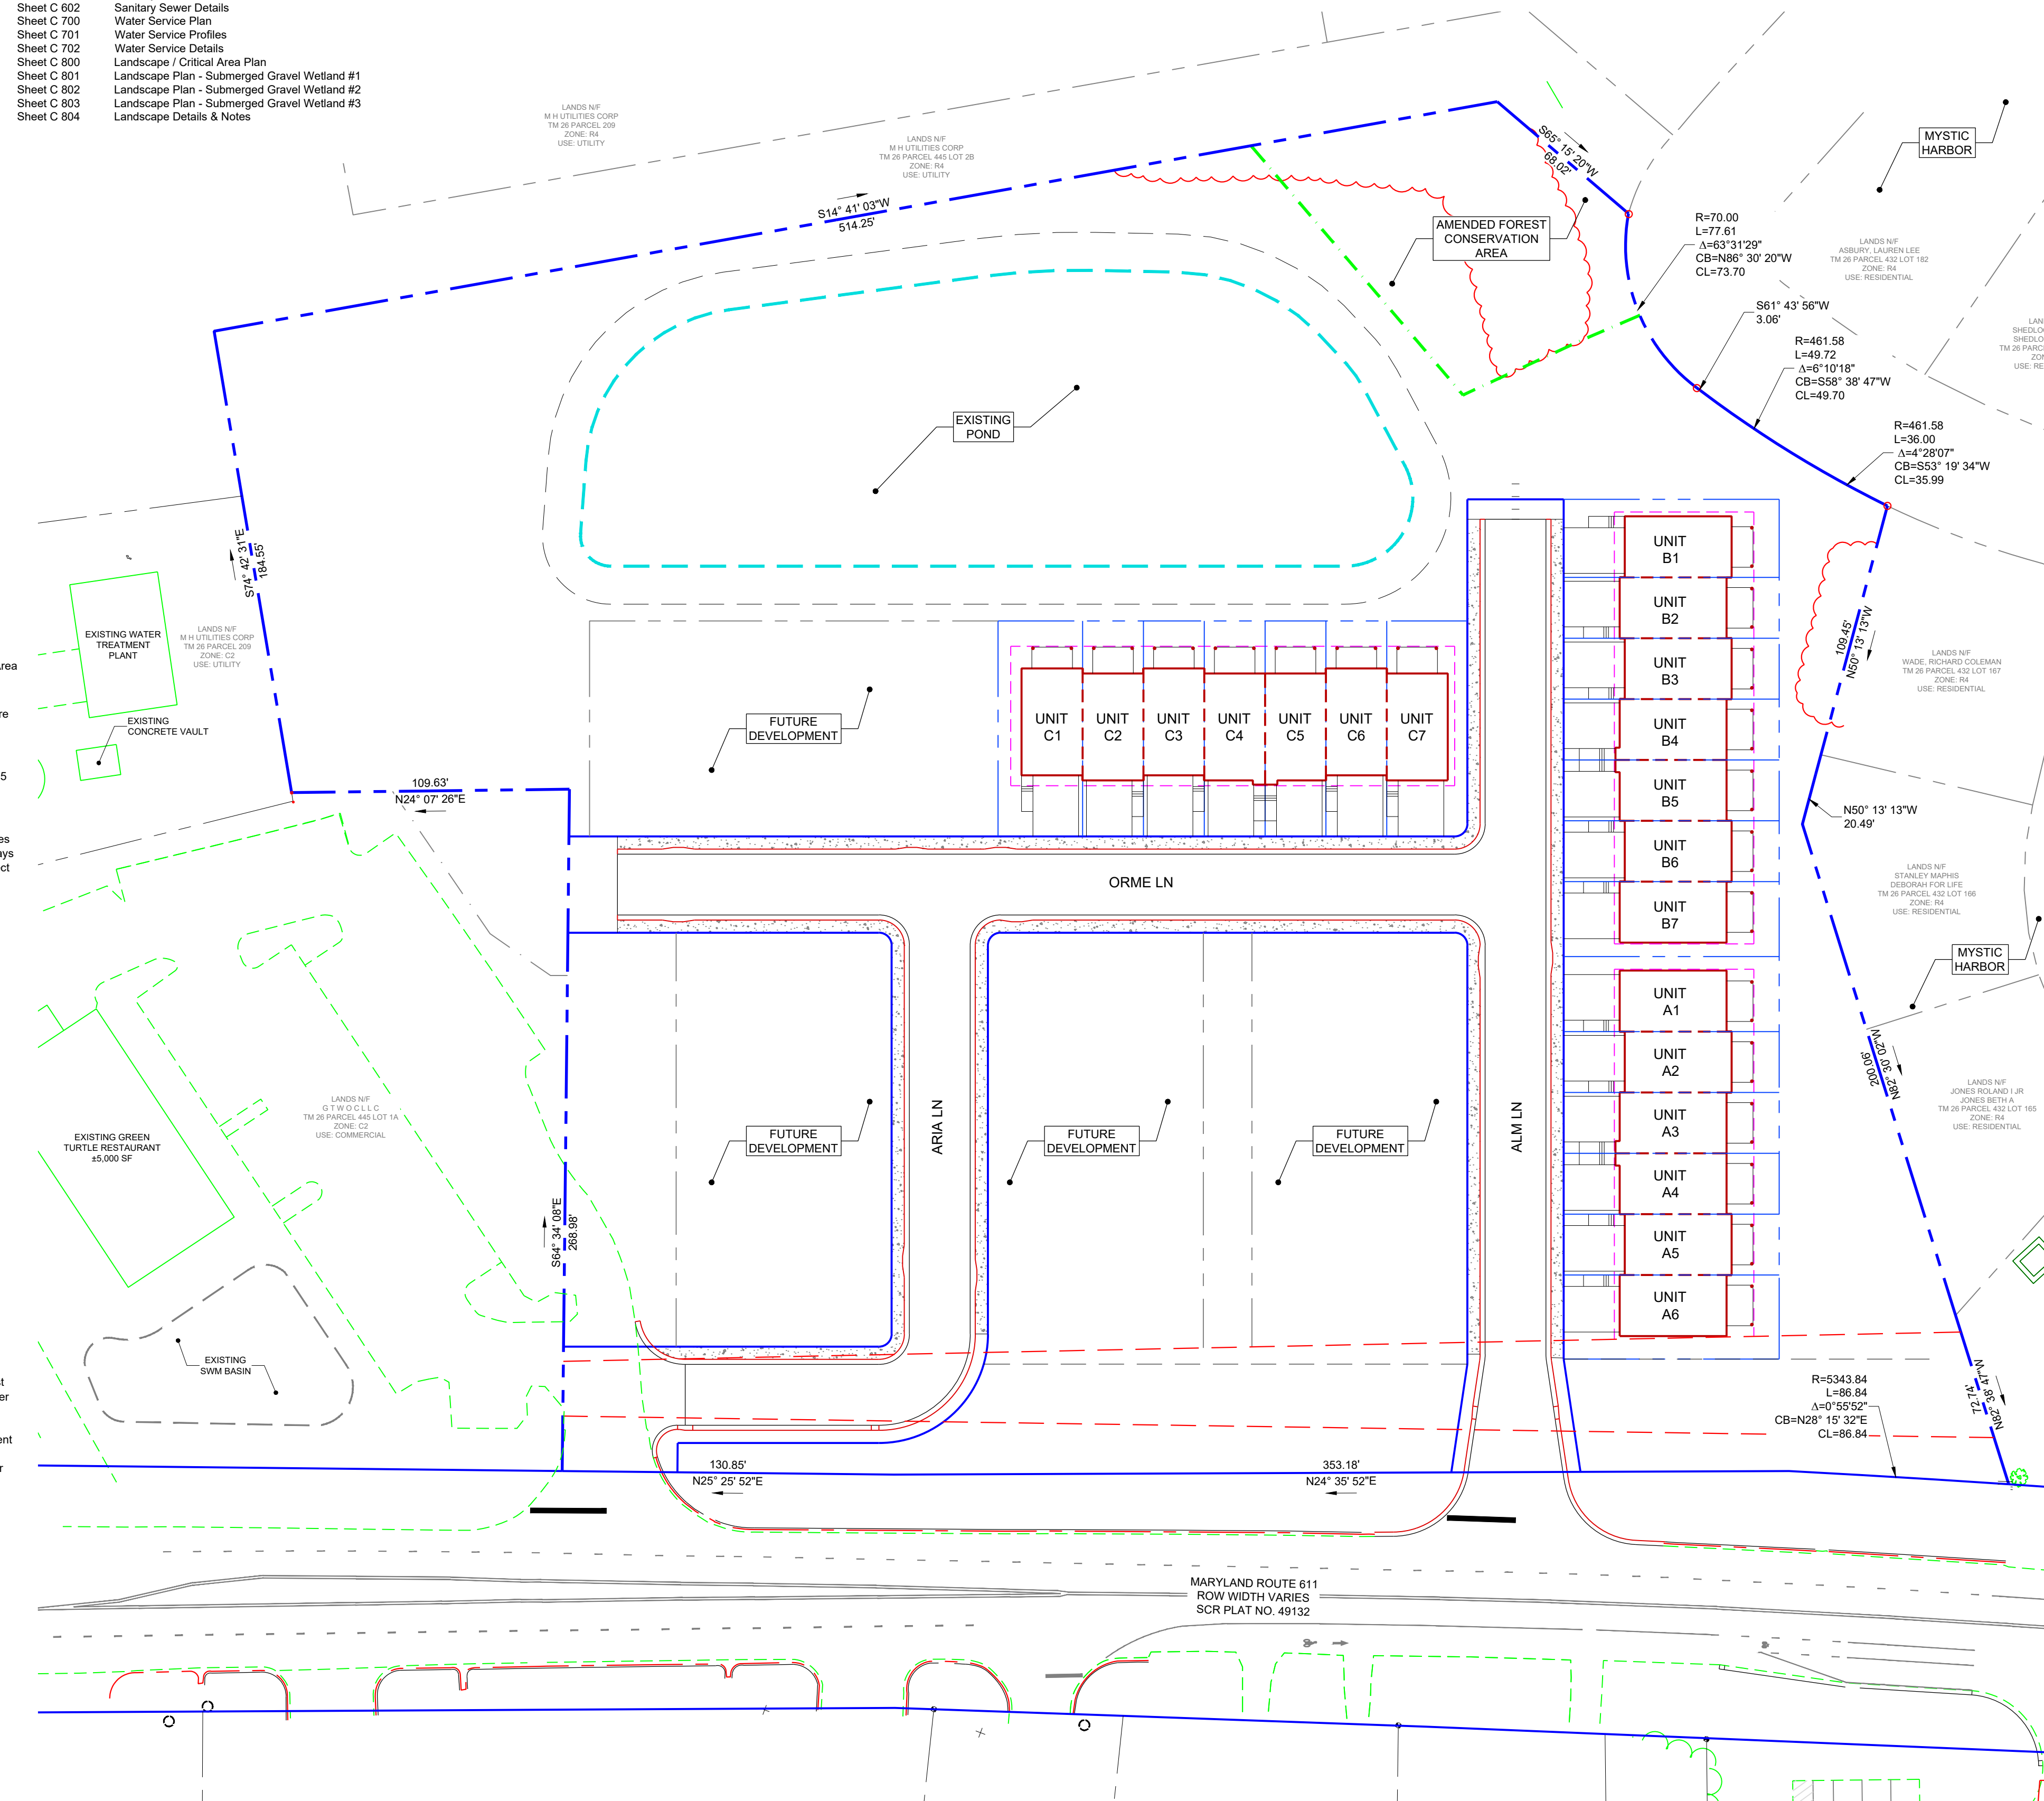 Sheet C 602 Sanitary Sewer Details
Sheet C 700 Water Service Plan
Sheet C 701 Water Service Profiles
Sheet C 702 Water Service Details
Sheet C 800 Landscape / Critical Area Plan
Sheet C 801 Landscape Plan - Submerged Gravel Wetland #1
Sheet C 802 Landscape Plan - Submerged Gravel Wetland #2
Sheet C 803 Landscape Plan - Submerged Gravel Wetland #3
Sheet C 804 Landscape Details & Notes
LANDS N/F
M H UTILITIES CORP
TM 26 PARCEL 209
ZONE: R4
USE: UTILITY
LANDS N/F
M H UTILITIES CORP
TM 26 PARCEL 445 LOT 2B
ZONE: R4
USE: UTILITY
S14° 41' 03"W
514.25'
S65° 15' 20"W
68.02'
MYSTIC
HARBOR
AMENDED FOREST
CONSERVATION
AREA
R=70.00
L=77.61
Δ=63°31'29"
CB=N86° 30' 20"W
CL=73.70
LANDS N/F
ASBURY, LAUREN LEE
TM 26 PARCEL 432 LOT 182
ZONE: R4
USE: RESIDENTIAL
S61° 43' 56"W
3.06'
LAN
SHEDLO
SHEDLO
TM 26 PARC
ZON
USE: RE
R=461.58
L=49.72
Δ=6°10'18"
CB=S58° 38' 47"W
CL=49.70
R=461.58
L=36.00
Δ=4°28'07"
CB=S53° 19' 34"W
CL=35.99
EXISTING
POND
S74° 42' 31"E
184.55'
EXISTING WATER
TREATMENT
PLANT
LANDS N/F
M H UTILITIES CORP
TM 26 PARCEL 209
ZONE: C2
USE: UTILITY
EXISTING
CONCRETE VAULT
rea
re
5
es
ays
ct
FUTURE
DEVELOPMENT
UNIT
C1
UNIT
C2
UNIT
C3
UNIT
C4
UNIT
C5
UNIT
C6
UNIT
C7
UNIT
B1
UNIT
B2
UNIT
B3
UNIT
B4
UNIT
B5
UNIT
B6
UNIT
B7
109.45'
N50° 13' 13"W
LANDS N/F
WADE, RICHARD COLEMAN
TM 26 PARCEL 432 LOT 167
ZONE: R4
USE: RESIDENTIAL
N50° 13' 13"W
20.49'
109.63'
N24° 07' 26"E
ORME LN
LANDS N/F
STANLEY MAPHIS
DEBORAH FOR LIFE
TM 26 PARCEL 432 LOT 166
ZONE: R4
USE: RESIDENTIAL
MYSTIC
HARBOR
UNIT
A1
UNIT
A2
UNIT
A3
UNIT
A4
UNIT
A5
UNIT
A6
200.06'
N82° 30' 02"W
LANDS N/F
JONES ROLAND I JR
JONES BETH A
TM 26 PARCEL 432 LOT 165
ZONE: R4
USE: RESIDENTIAL
LANDS N/F
G T W O C L L C
TM 26 PARCEL 445 LOT 1A
ZONE: C2
USE: COMMERCIAL
EXISTING GREEN
TURTLE RESTAURANT
±5,000 SF
FUTURE
DEVELOPMENT
ARIA LN
FUTURE
DEVELOPMENT
FUTURE
DEVELOPMENT
ALM LN
S64° 34' 08"E
268.98'
EXISTING
SWM BASIN
st
er
ent
r
R=5343.84
L=86.84
Δ=0°55'52"
CB=N28° 15' 32"E
CL=86.84
72.74'
N82° 38' 47"W
130.85'
N25° 25' 52"E
353.18'
N24° 35' 52"E
MARYLAND ROUTE 611
ROW WIDTH VARIES
SCR PLAT NO. 49132